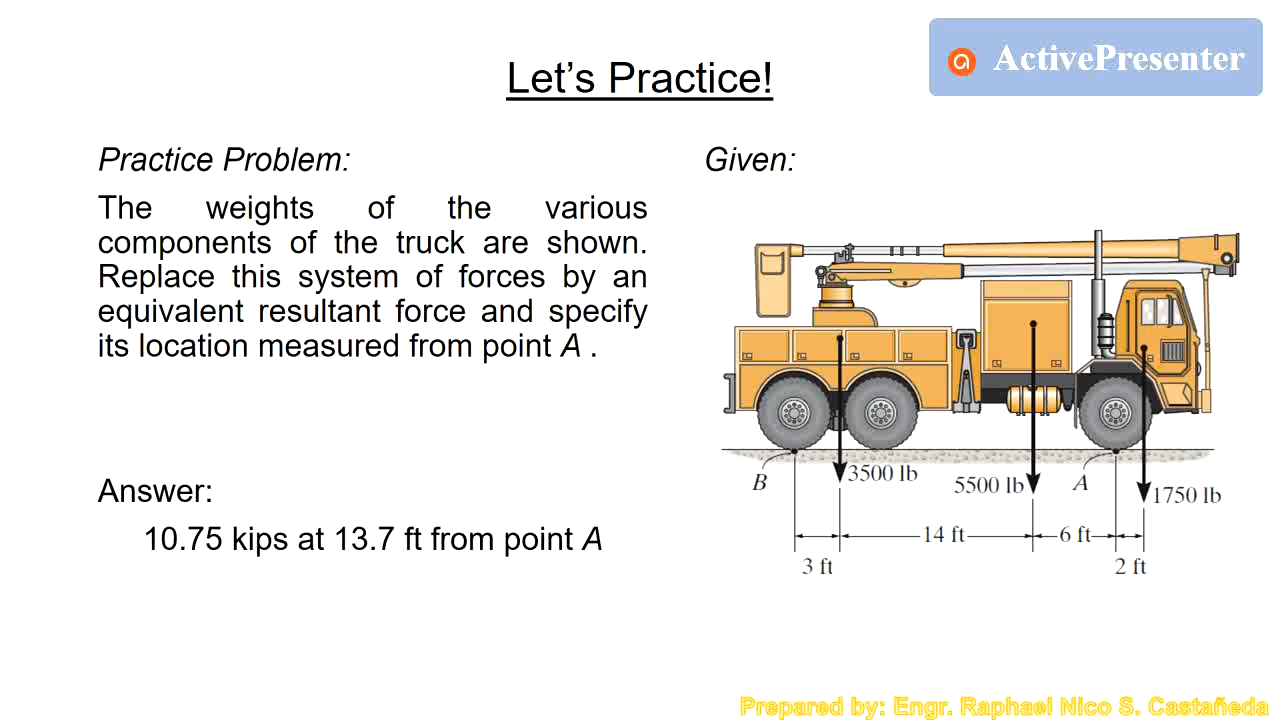 ActivePresenter
Let's Practice!
Practice Problem:
Given:
The weights of the various
components of the truck are shown.
Replace this system of forces by an
equivalent resultant force and specify
its location measured from point A .
Answer:
10.75 kips at 13.7 ft from point A
B
3500 lb
5500 lb
A
1750 lb
14 ft
6 ft
3 ft
2 ft
Prepared by: Engr. Raphael Nico S. Castañeda